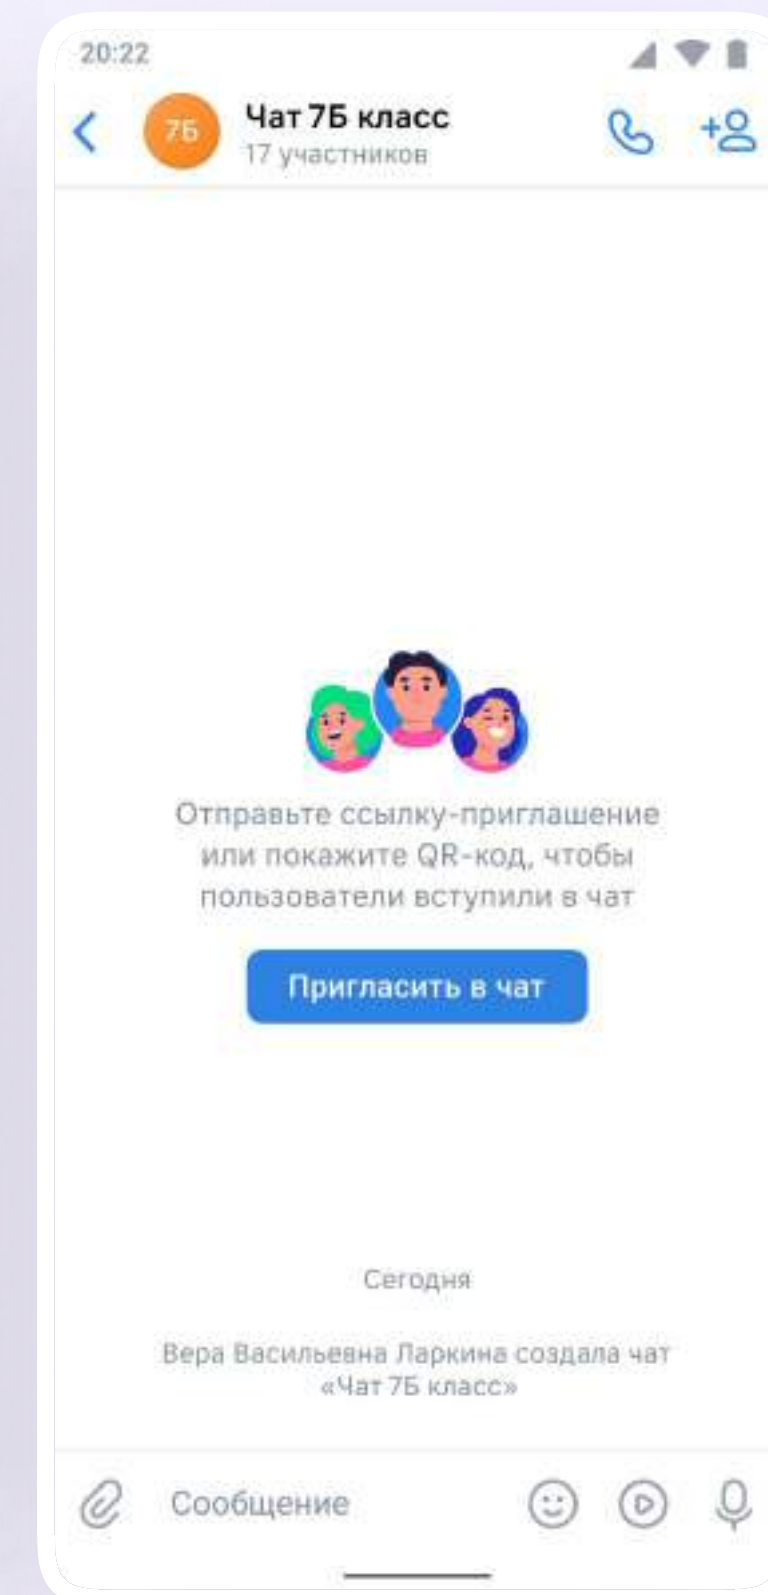 20:22
7Б
Чат 7Б класс
17 участников
Отправьте ссылку-приглашение
или покажите QR-код, чтобы
пользователи вступили в чат
Пригласить в чат
Сегодня
Вера Васильевна Ларкина создала чат
«Чат 7Б класс»
Сообщение